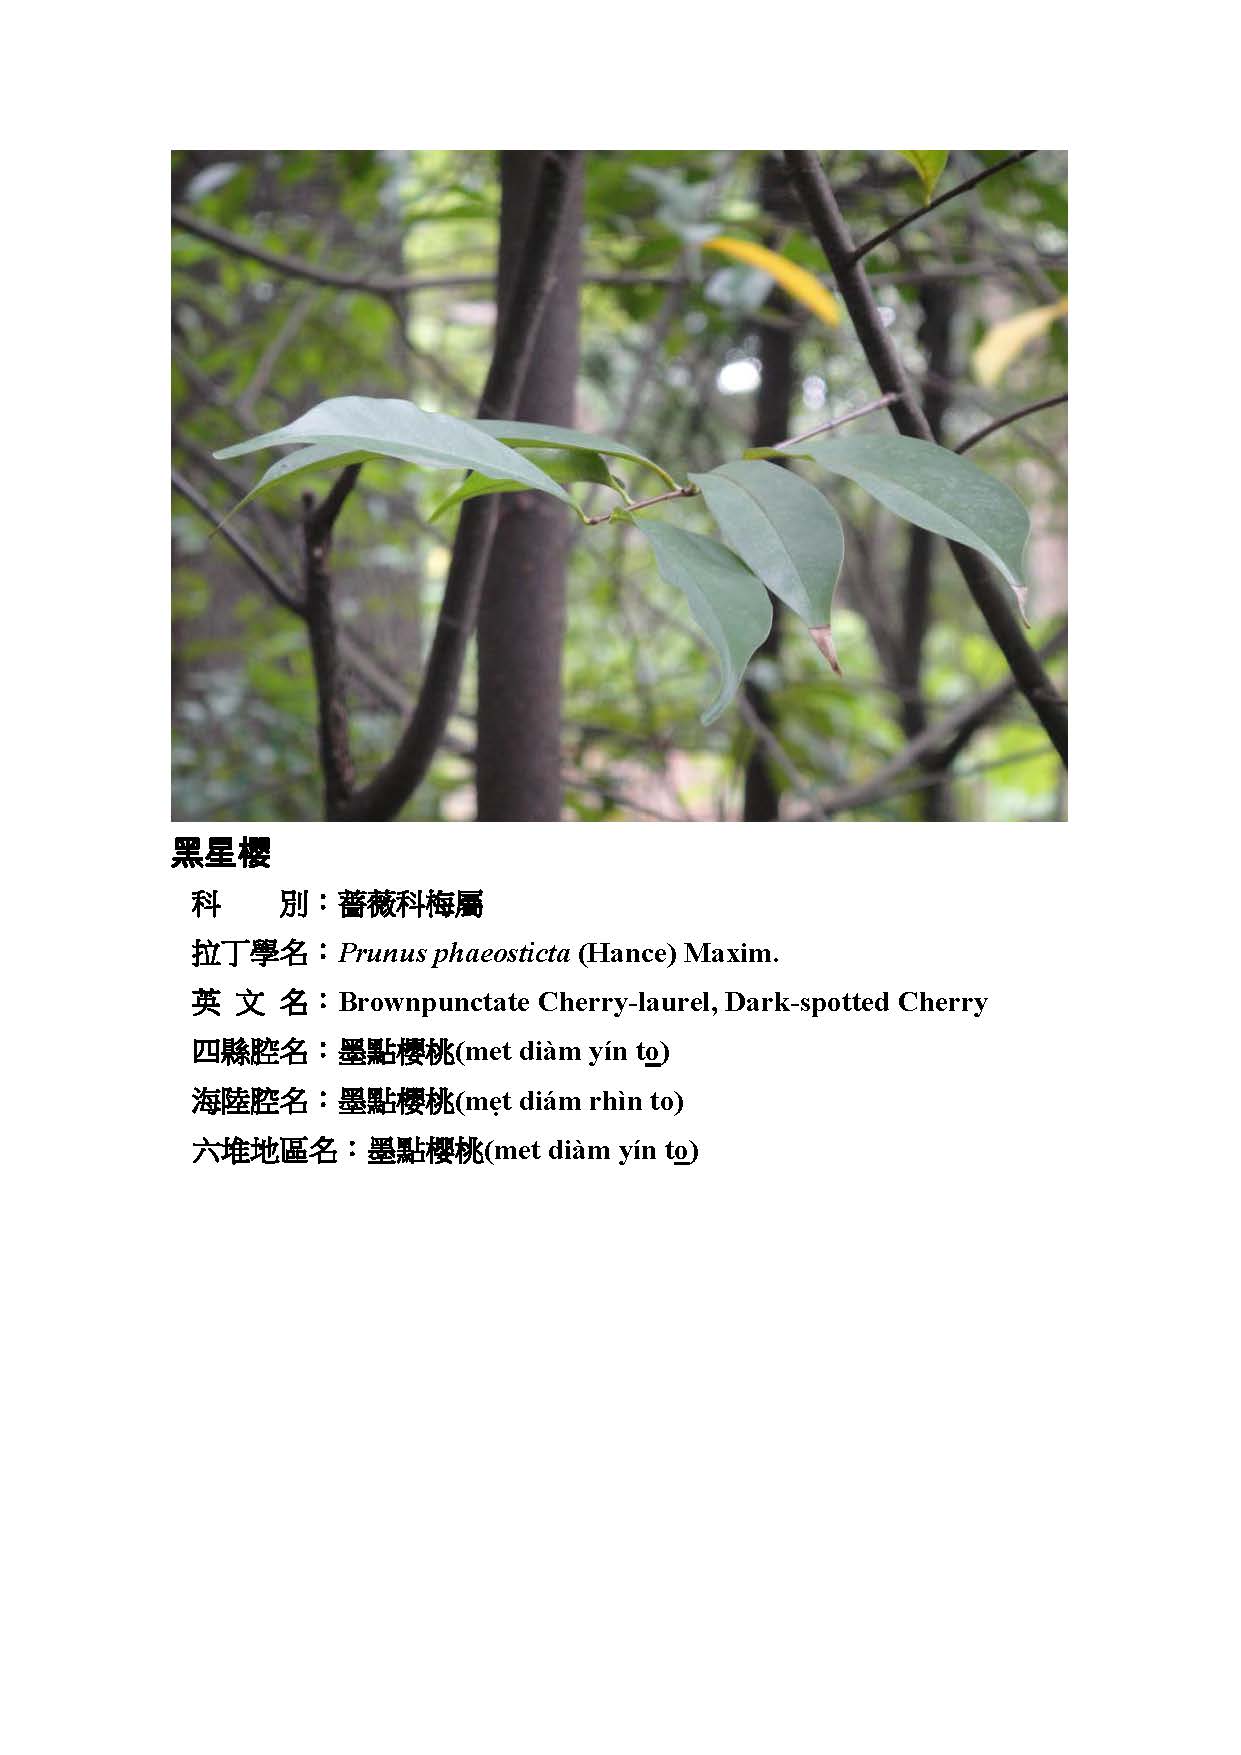 黑星櫻
科　　別：薔薇科梅屬
拉丁學名：Prunus phaeosticta (Hance) Maxim.
英 文 名：Brownpunctate Cherry-laurel, Dark-spotted Cherry
四縣腔名：墨點櫻桃(met diàm yín to̲)
海陸腔名：墨點櫻桃(mẹt diám rhìn to)
六堆地區名：墨點櫻桃(met diàm yín to̲)